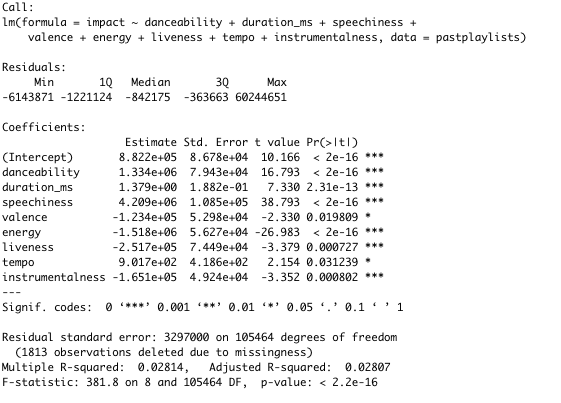 Call:
lm(formula = impact ~ danceability + duration_ms + speechiness +
    valence + energy + liveness + tempo + instrumentalness, data = pastplaylists)

Residuals:
     Min       1Q   Median       3Q      Max
-6143871 -1221124  -842175  -363663 60244651

Coefficients:
                   Estimate Std. Error t value Pr(>|t|)
(Intercept)       8.822e+05  8.678e+04  10.166  < 2e-16 ***
danceability      1.334e+06  7.943e+04  16.793  < 2e-16 ***
duration_ms       1.379e+00  1.882e-01   7.330 2.31e-13 ***
speechiness       4.209e+06  1.085e+05  38.793  < 2e-16 ***
valence          -1.234e+05  5.298e+04  -2.330 0.019809 *
energy           -1.518e+06  5.627e+04 -26.983  < 2e-16 ***
liveness         -2.517e+05  7.449e+04  -3.379 0.000727 ***
tempo             9.017e+02  4.186e+02   2.154 0.031239 *
instrumentalness -1.651e+05  4.924e+04  -3.352 0.000802 ***
---
Signif. codes:  0 ‘***’ 0.001 ‘**’ 0.01 ‘*’ 0.05 ‘.’ 0.1 ‘ ’ 1

Residual standard error: 3297000 on 105464 degrees of freedom
  (1813 observations deleted due to missingness)
Multiple R-squared:  0.02814,	Adjusted R-squared:  0.02807
F-statistic: 381.8 on 8 and 105464 DF,  p-value: < 2.2e-16